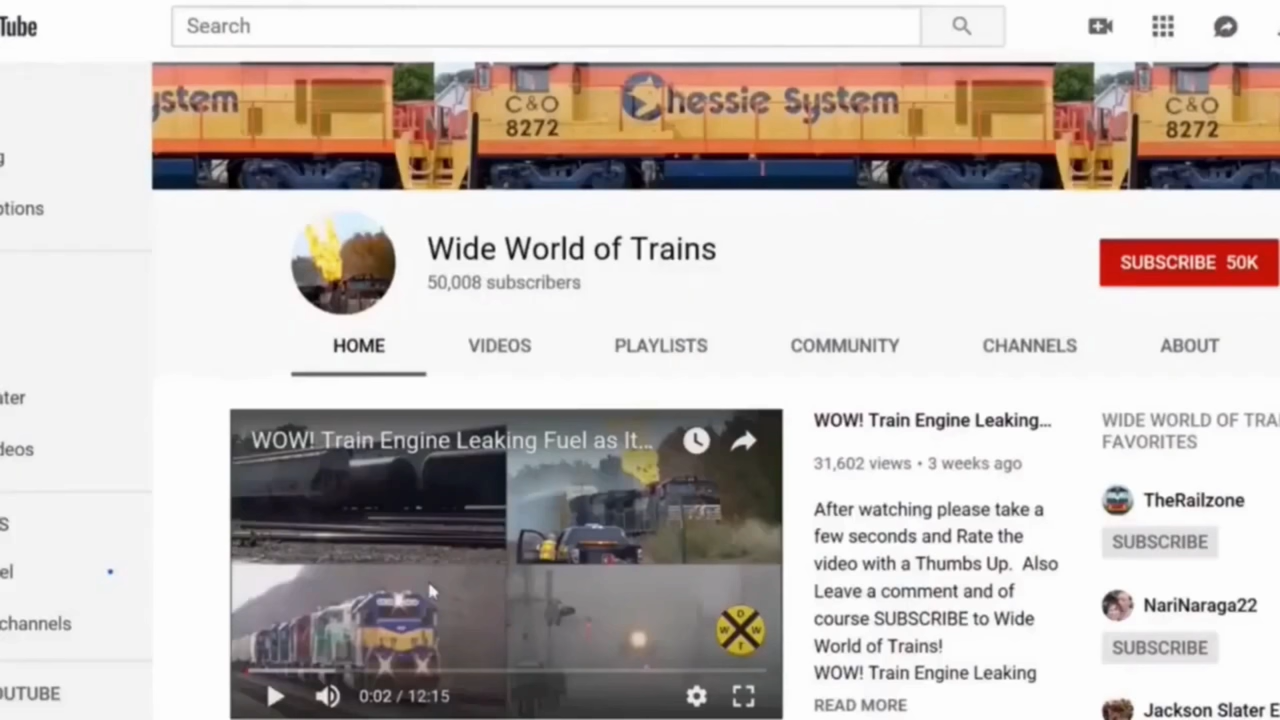 Tube
Search
ystem
C&O
8272
Chessie System
C&O
8272
ptions
Wide World of Trains
50,008 subscribers
SUBSCRIBE 50K
HOME
VIDEOS
PLAYLISTS
COMMUNITY
CHANNELS
ABOUT
ater
deos
S
el
channels
OUTUBE
WOW! Train Engine Leaking Fuel as It…
0:02 / 12:15
WOW! Train Engine Leaking…
31,602 views • 3 weeks ago
After watching please take a
few seconds and Rate the
video with a Thumbs Up. Also
Leave a comment and of
course SUBSCRIBE to Wide
World of Trains!
WOW! Train Engine Leaking
READ MORE
WIDE WORLD OF TRAI
FAVORITES
TheRailzone
SUBSCRIBE
NariNaraga22
SUBSCRIBE
Jackson Slater E